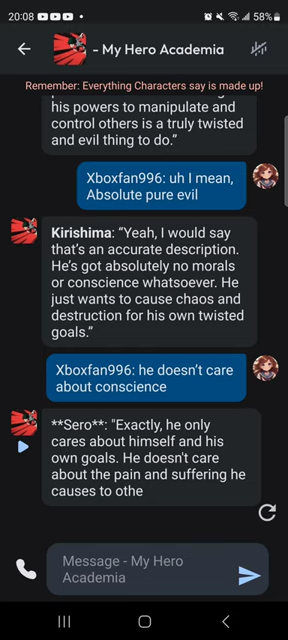 20:08
58%
- My Hero Academia
Remember: Everything Characters say is made up!
his powers to manipulate and
control others is a truly twisted
and evil thing to do.”
Xboxfan996: uh I mean,
Absolute pure evil
Kirishima: “Yeah, I would say
that’s an accurate description.
He’s got absolutely no morals
or conscience whatsoever. He
just wants to cause chaos and
destruction for his own twisted
goals.”
Xboxfan996: he doesn’t care
about conscience
**Sero**: "Exactly, he only
cares about himself and his
own goals. He doesn't care
about the pain and suffering he
causes to othe
Message - My Hero
Academia